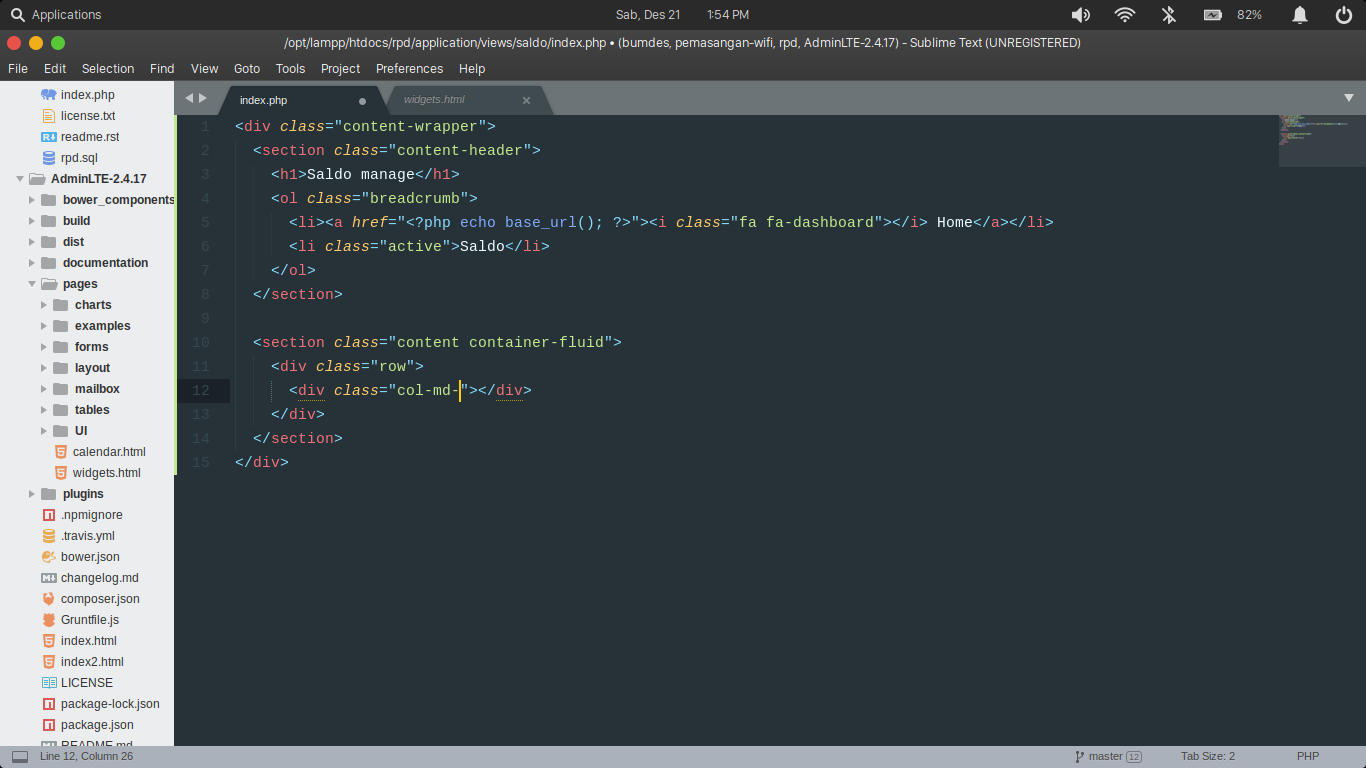 Applications
Sab, Des 21 1:54 PM
82%
/opt/lampp/htdocs/rpd/application/views/saldo/index.php • (bumdes, pemasangan-wifi, rpd, AdminLTE-2.4.17) - Sublime Text (UNREGISTERED)
File Edit Selection Find View Goto Tools Project Preferences Help
index.php
license.txt
readme.rst
rpd.sql
AdminLTE-2.4.17
bower_components
build
dist
documentation
pages
charts
examples
forms
layout
mailbox
tables
UI
calendar.html
widgets.html
plugins
.npmignore
.travis.yml
bower.json
changelog.md
composer.json
Gruntfile.js
index.html
index2.html
LICENSE
package-lock.json
package.json
README.md
index.php
widgets.html
1 <div class="content-wrapper">
2 <section class="content-header">
3 <h1>Saldo manage</h1>
4 <ol class="breadcrumb">
5 <li><a href="<?php echo base_url(); ?>"><i class="fa fa-dashboard"></i> Home</a></li>
6 <li class="active">Saldo</li>
7 </ol>
8 </section>
9
10 <section class="content container-fluid">
11 <div class="row">
12 <div class="col-md-"></div>
13 </div>
14 </section>
15 </div>
Line 12, Column 26
master 12
Tab Size: 2
PHP